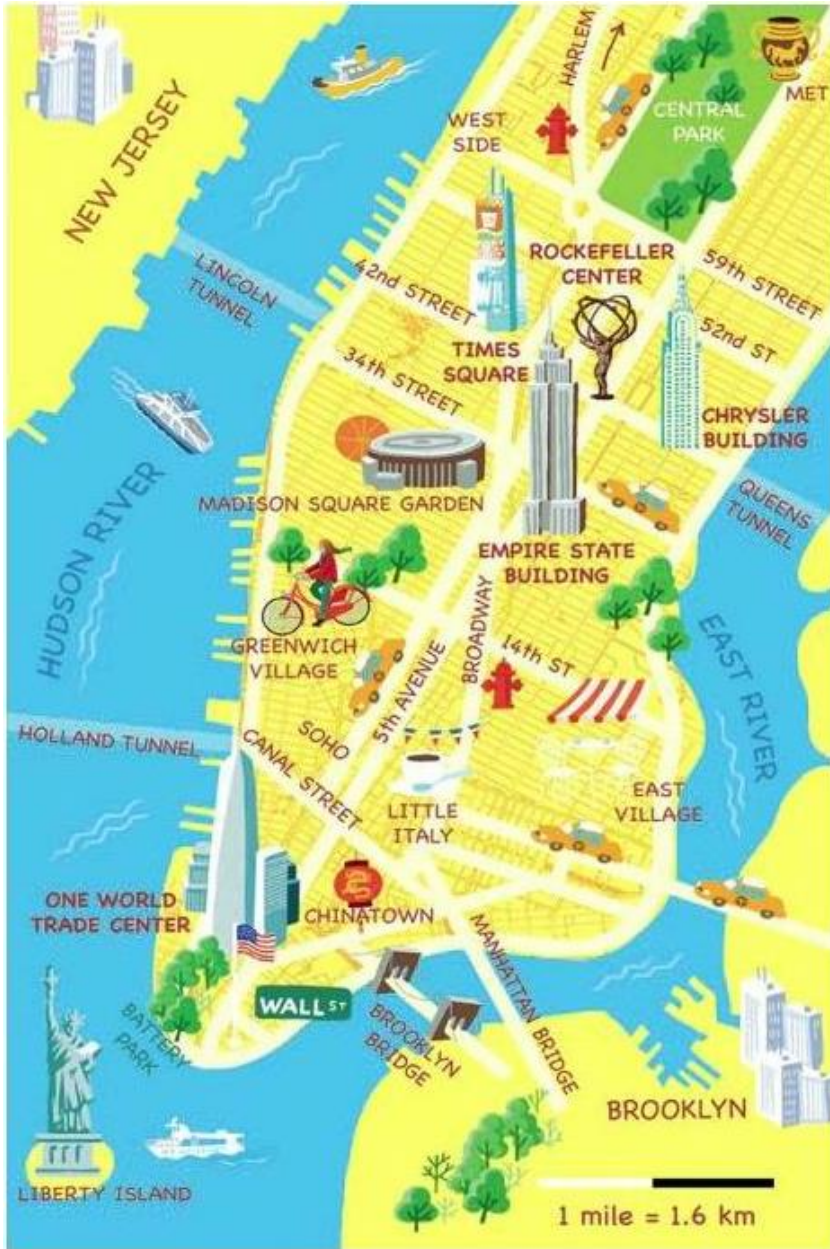 HARLEM
MET
CENTRAL
PARK
WEST
SIDE
NEW JERSEY
LINCOLN
TUNNEL
ROCKEFELLER
CENTER
59th STREET
42nd STREET
52nd ST
TIMES
SQUARE
34th STREET
CHRYSLER
BUILDING
MADISON SQUARE GARDEN
QUEENS
TUNNEL
HUDSON RIVER
EMPIRE STATE
BUILDING
GREENWICH
VILLAGE
BROADWAY
14th ST
EAST RIVER
5th AVENUE
HOLLAND TUNNEL
SOHO
CANAL STREET
LITTLE
ITALY
EAST
VILLAGE
ONE WORLD
TRADE CENTER
CHINATOWN
MANHATTAN BRIDGE
WALL ST
BATTERY
PARK
BROOKLYN
BRIDGE
BROOKLYN
LIBERTY ISLAND
1 mile = 1.6 km